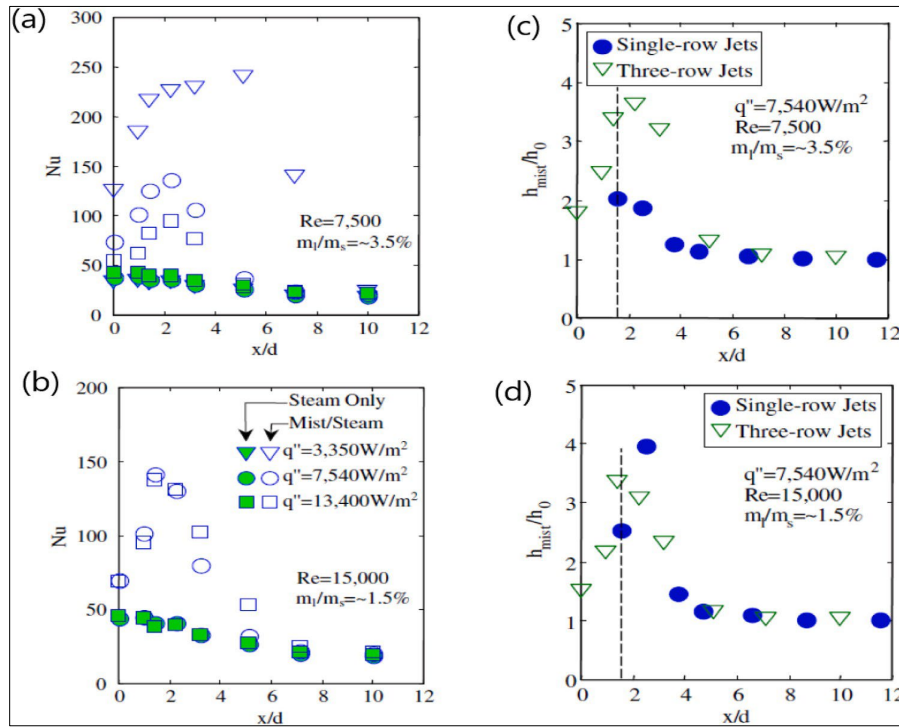 (a)
300
250
200
150
100
50
0
Nu
Re=7,500
m_l/m_s=~3.5%
0 2 4 6 8 10 12
x/d
(c)
5
4
3
2
1
0
h_mist/h_0
Single-row Jets
Three-row Jets
q"=7,540W/m²
Re=7,500
m_l/m_s=~3.5%
0 2 4 6 8 10 12
x/d
(b)
200
150
100
50
0
Nu
Steam Only
Mist/Steam
q"=3,350W/m²
q"=7,540W/m²
q"=13,400W/m²
Re=15,000
m_l/m_s=~1.5%
0 2 4 6 8 10 12
x/d
(d)
5
4
3
2
1
0
h_mist/h_0
Single-row Jets
Three-row Jets
q"=7,540W/m²
Re=15,000
m_l/m_s=~1.5%
0 2 4 6 8 10 12
x/d